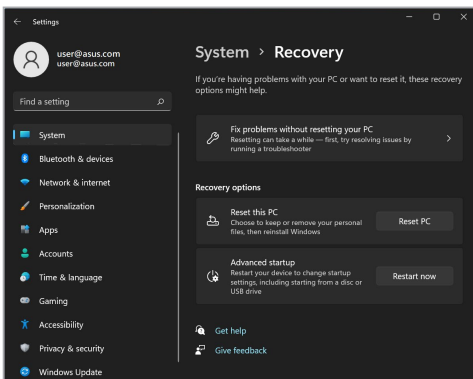 Settings
user@asus.com
user@asus.com
Find a setting
System
Bluetooth & devices
Network & internet
Personalization
Apps
Accounts
Time & language
Gaming
Accessibility
Privacy & security
Windows Update
System > Recovery
If you're having problems with your PC or want to reset it, these recovery
options might help.
Fix problems without resetting your PC
Resetting can take a while — first, try resolving issues by
running a troubleshooter
Recovery options
Reset this PC
Choose to keep or remove your personal
files, then reinstall Windows
Reset PC
Advanced startup
Restart your device to change startup
settings, including starting from a disc or
USB drive
Restart now
Get help
Give feedback